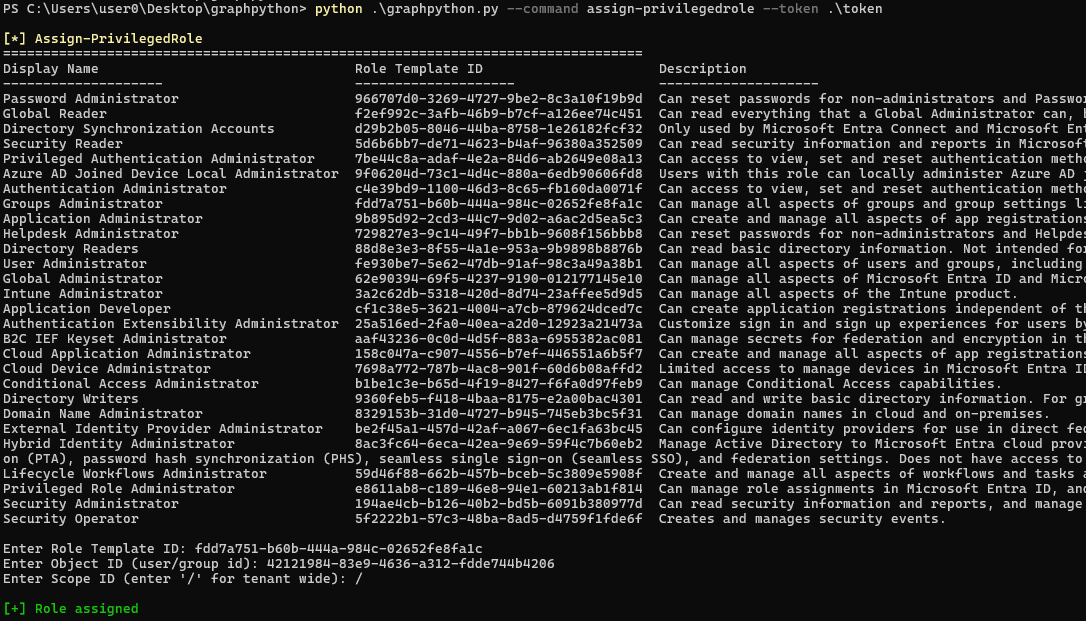 PS C:\Users\user0\Desktop\graphpython> python .\graphpython.py --command assign-privilegedrole --token .\token
[*] Assign-PrivilegedRole
================================================================================
Display Name Role Template ID Description
-------------------- -------------------- --------------------
Password Administrator 966707d0-3269-4727-9be2-8c3a10f19b9d Can reset passwords for non-administrators and Passwo
Global Reader f2ef992c-3afb-46b9-b7cf-a126ee74c451 Can read everything that a Global Administrator can,
Directory Synchronization Accounts d29b2b05-8046-44ba-8758-1e26182fcf32 Only used by Microsoft Entra Connect and Microsoft Ent
Security Reader 5d6b6bb7-de71-4623-b4af-96380a352509 Can read security information and reports in Microsoft
Privileged Authentication Administrator 7be44c8a-adaf-4e2a-84d6-ab2649e08a13 Can access to view, set and reset authentication metho
Azure AD Joined Device Local Administrator 9f06204d-73c1-4d4c-880a-6edb90606fd8 Users with this role can locally administer Azure AD j
Authentication Administrator c4e39bd9-1100-46d3-8c65-fb160da0071f Can access to view, set and reset authentication metho
Groups Administrator fdd7a751-b60b-444a-984c-02652fe8fa1c Can manage all aspects of groups and group settings li
Application Administrator 9b895d92-2cd3-44c7-9d02-a6ac2d5ea5c3 Can create and manage all aspects of app registrations
Helpdesk Administrator 729827e3-9c14-49f7-bb1b-9608f156bbb8 Can reset passwords for non-administrators and Helpdes
Directory Readers 88d8e3e3-8f55-4a1e-953a-9b9898b8876b Can read basic directory information. Not intended for
User Administrator fe930be7-5e62-47db-91af-98c3a49a38b1 Can manage all aspects of users and groups, including
Global Administrator 62e90394-69f5-4237-9190-012177145e10 Can manage all aspects of Microsoft Entra ID and Micro
Intune Administrator 3a2c62db-5318-420d-8d74-23affee5d9d5 Can manage all aspects of the Intune product.
Application Developer cf1c38e5-3621-4004-a7cb-879624dced7c Can create application registrations independent of th
Authentication Extensibility Administrator 25a516ed-2fa0-40ea-a2d0-12923a21473a Customize sign in and sign up experiences for users by
B2C IEF Keyset Administrator aaf43236-0c0d-4d5f-883a-6955382ac081 Can manage secrets for federation and encryption in th
Cloud Application Administrator 158c047a-c907-4556-b7ef-446551a6b5f7 Can create and manage all aspects of app registrations
Cloud Device Administrator 7698a772-787b-4ac8-901f-60d6b08affd2 Limited access to manage devices in Microsoft Entra ID
Conditional Access Administrator b1be1c3e-b65d-4f19-8427-f6fa0d97feb9 Can manage Conditional Access capabilities.
Directory Writers 9360feb5-f418-4baa-8175-e2a00bac4301 Can read and write basic directory information. For gr
Domain Name Administrator 8329153b-31d0-4727-b945-745eb3bc5f31 Can manage domain names in cloud and on-premises.
External Identity Provider Administrator be2f45a1-457d-42af-a067-6ec1fa63bc45 Can configure identity providers for use in direct fed
Hybrid Identity Administrator 8ac3fc64-6eca-42ea-9e69-59f4c7b60eb2 Manage Active Directory to Microsoft Entra cloud provi
on (PTA), password hash synchronization (PHS), seamless single sign-on (seamless SSO), and federation settings. Does not have access to
Lifecycle Workflows Administrator 59d46f88-662b-457b-bceb-5c3809e5908f Create and manage all aspects of workflows and tasks a
Privileged Role Administrator e8611ab8-c189-46e8-94e1-60213ab1f814 Can manage role assignments in Microsoft Entra ID, and
Security Administrator 194ae4cb-b126-40b2-bd5b-6091b380977d Can read security information and reports, and manage
Security Operator 5f2222b1-57c3-48ba-8ad5-d4759f1fde6f Creates and manages security events.
Enter Role Template ID: fdd7a751-b60b-444a-984c-02652fe8fa1c
Enter Object ID (user/group id): 42121984-83e9-4636-a312-fdde744b4206
Enter Scope ID (enter '/' for tenant wide): /
[+] Role assigned